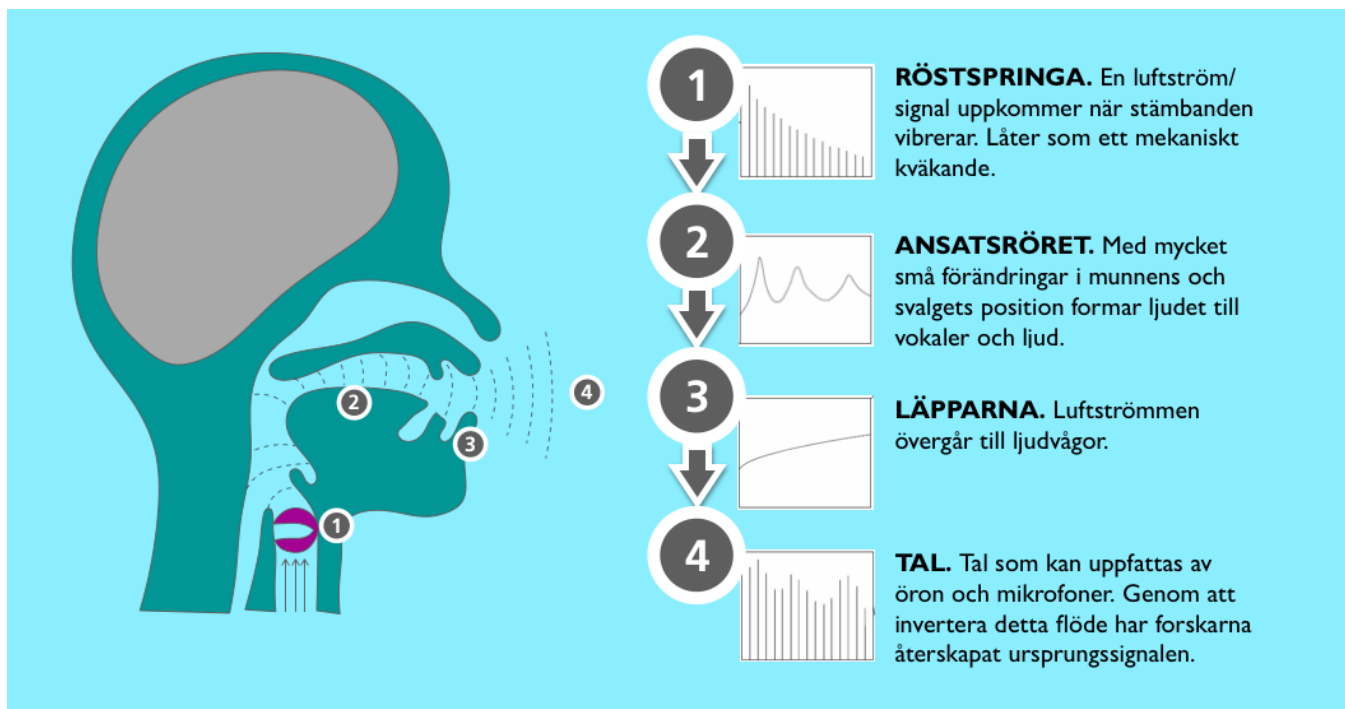 1
RÖSTSPRINGA. En luftström/
signal uppkommer när stämbanden
vibrerar. Låter som ett mekaniskt
kväkande.
2
ANSATSRÖRET. Med mycket
små förändringar i munnens och
svalgets position formar ljudet till
vokaler och ljud.
3
LÄPPARNA. Luftströmmen
övergår till ljudvågor.
4
TAL. Tal som kan uppfattas av
öron och mikrofoner. Genom att
invertera detta flöde har forskarna
återskapat ursprungssignalen.
4
2
3
1